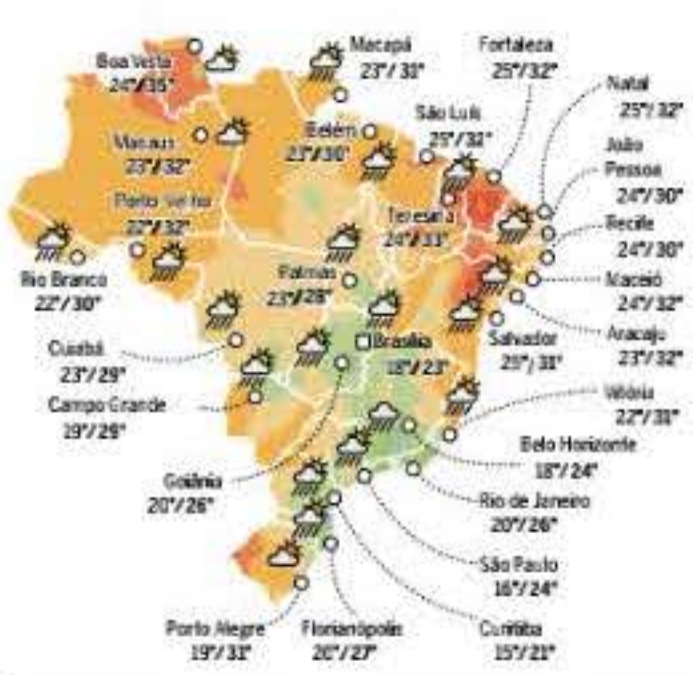 Boa Vista
24°/35°
Macapá
23°/31°
Fortaleza
25°/32°
Natal
25°/32°
São Luís
25°/32°
Manaus
23°/32°
Belém
23°/30°
João
Pessoa
24°/30°
Porto Velho
22°/32°
Teresina
24°/33°
Recife
24°/30°
Rio Branco
22°/30°
Palmas
23°/28°
Maceió
24°/32°
Cuiabá
23°/29°
Brasília
18°/23°
Salvador
25°/31°
Aracaju
23°/32°
Campo Grande
19°/29°
Vitória
22°/31°
Belo Horizonte
18°/24°
Goiânia
20°/26°
Rio de Janeiro
20°/26°
São Paulo
16°/24°
Porto Alegre
19°/31°
Florianópolis
20°/27°
Curitiba
15°/21°